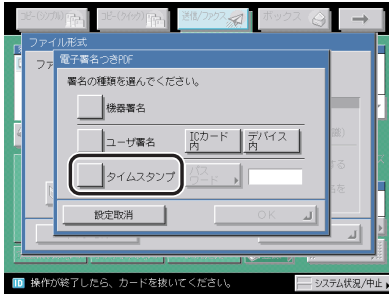 コピー(シンプル)
コピー(クイック)
送信/ファクス
ボックス
ファイル形式
電子署名つきPDF
署名の種類を選んでください。
機器署名
ユーザ署名
ICカード
内
デバイス
内
タイムスタンプ
パス
ワード
設定取消
OK
ID 操作が終了したら、カードを抜いてください。
システム状況/中止